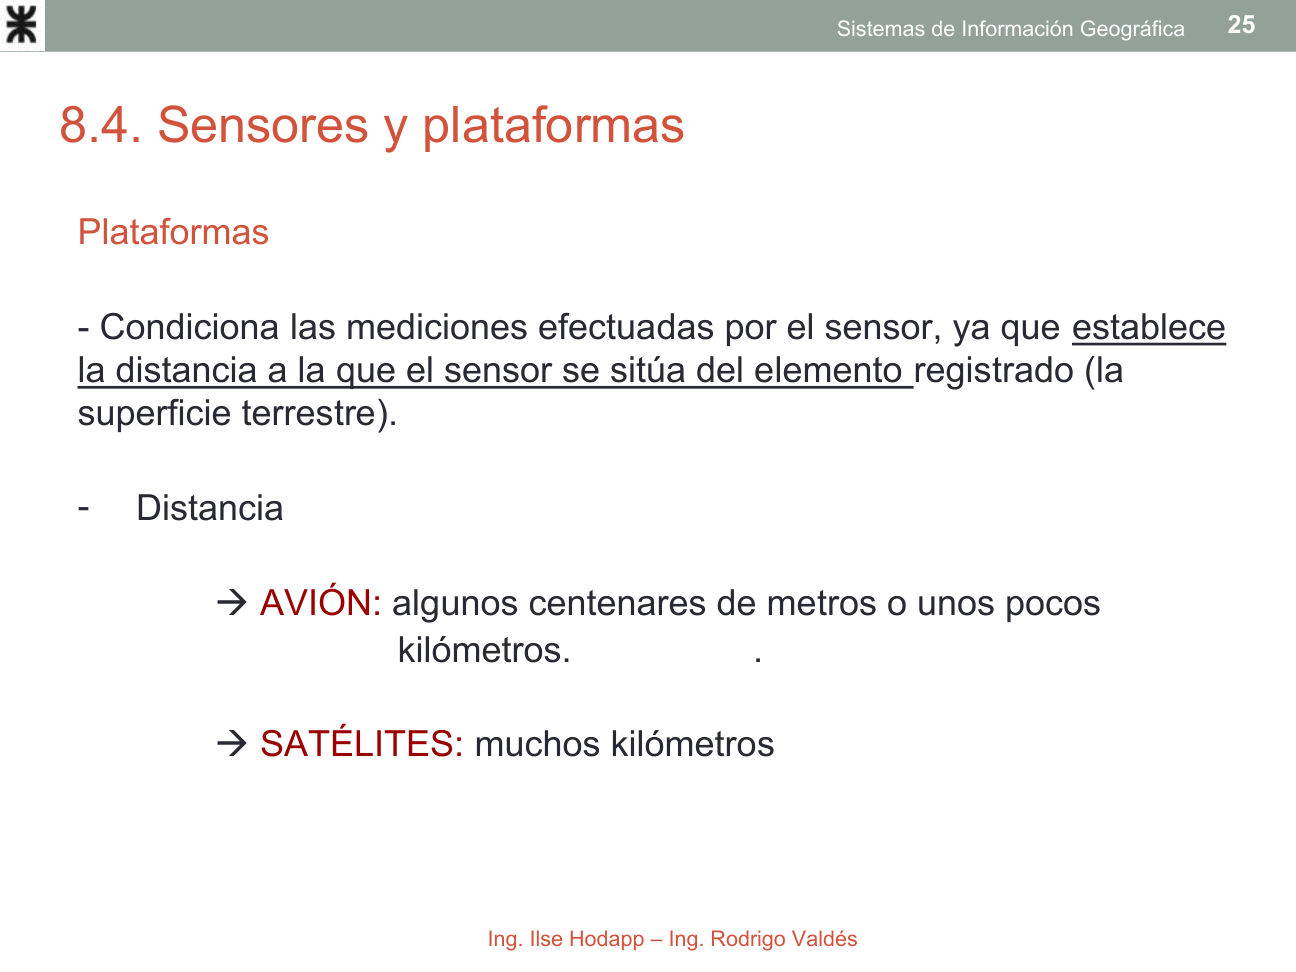 Sistemas de Información Geográfica 25
8.4. Sensores y plataformas
Plataformas
- Condiciona las mediciones efectuadas por el sensor, ya que establece
la distancia a la que el sensor se sitúa del elemento registrado (la
superficie terrestre).
- Distancia
→ AVIÓN: algunos centenares de metros o unos pocos
kilómetros. .
→ SATÉLITES: muchos kilómetros
Ing. Ilse Hodapp – Ing. Rodrigo Valdés